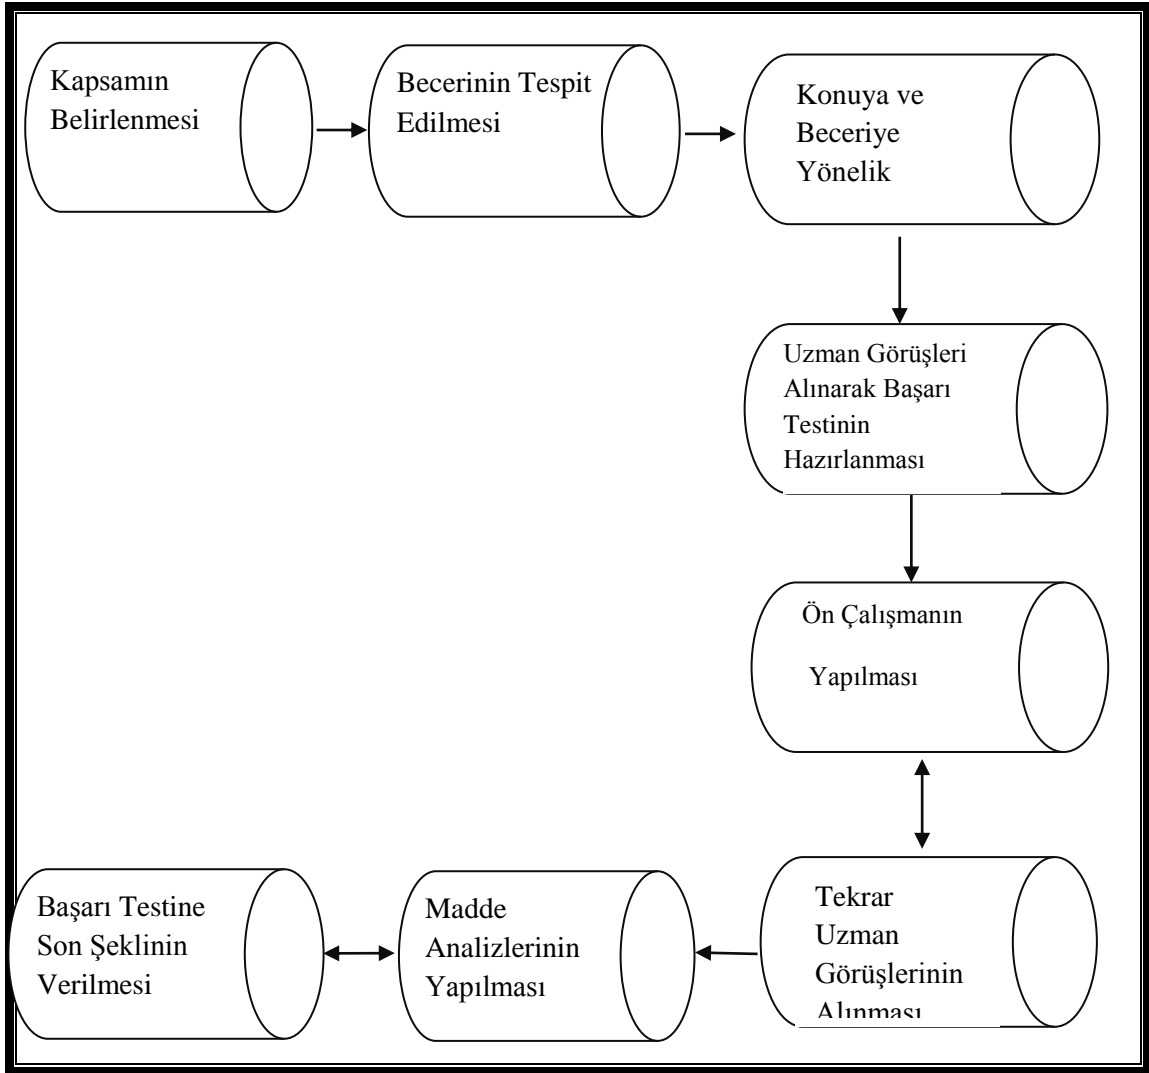 Kapsamın
Belirlenmesi
Becerinin Tespit
Edilmesi
Konuya ve
Beceriye
Yönelik
Uzman Görüşleri
Alınarak Başarı
Testinin
Hazırlanması
Ön Çalışmanın
Yapılması
Tekrar
Uzman
Görüşlerinin
Alınması
Madde
Analizlerinin
Yapılması
Başarı Testine
Son Şeklinin
Verilmesi